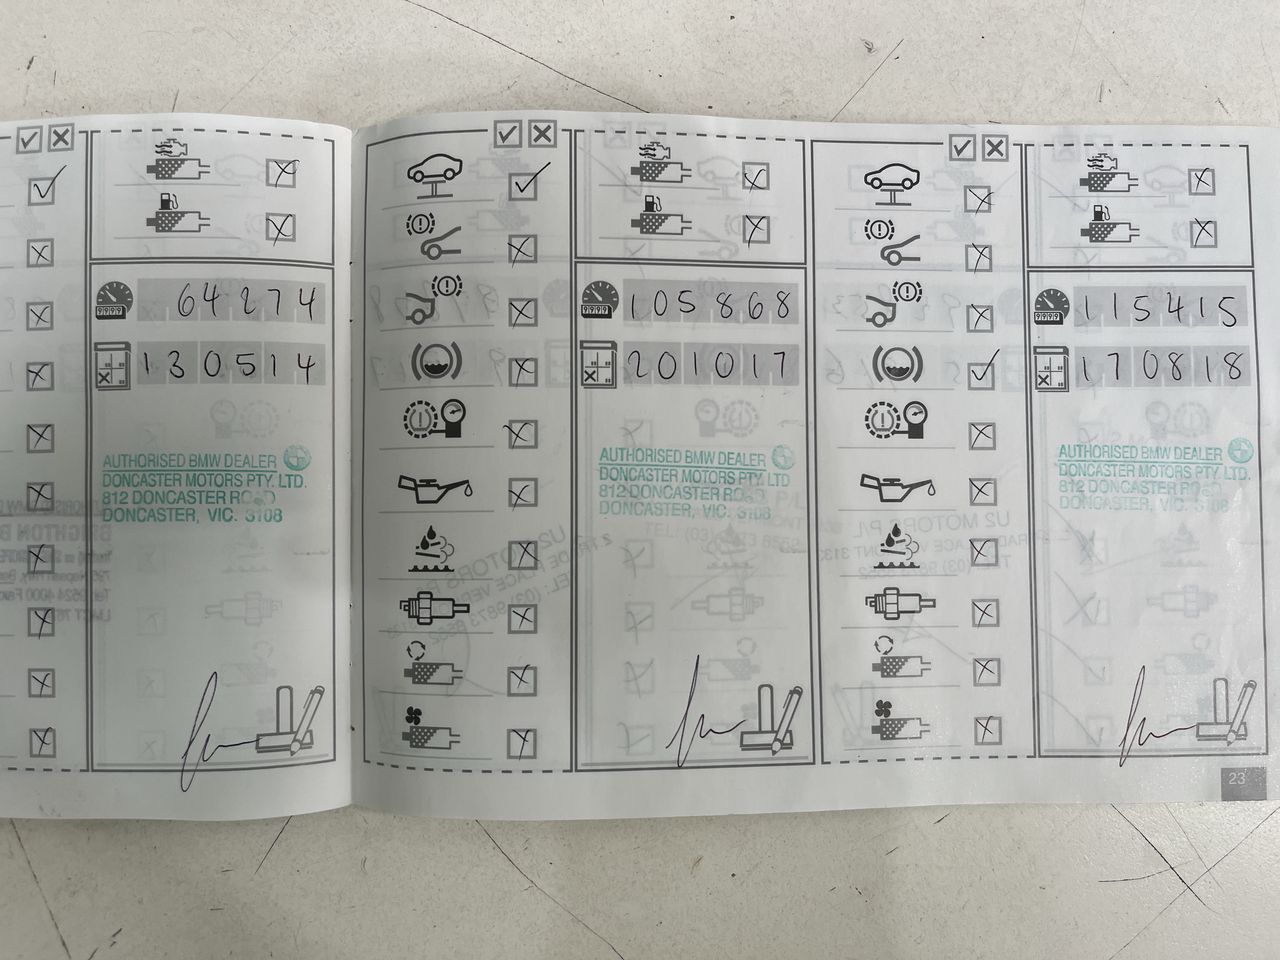 64274
130514
AUTHORISED BMW DEALER
DONCASTER MOTORS PTY. LTD.
812 DONCASTER ROAD
DONCASTER, VIC. 3108
105868
201017
AUTHORISED BMW DEALER
DONCASTER MOTORS PTY. LTD
812 DONCASTER ROAD
DONCASTER, VIC. 3108
115415
170818
AUTHORISED BMW DEALER
DONCASTER MOTORS PTY. LTD.
812 DONCASTER ROAD
DONCASTER, VIC. 3108
23